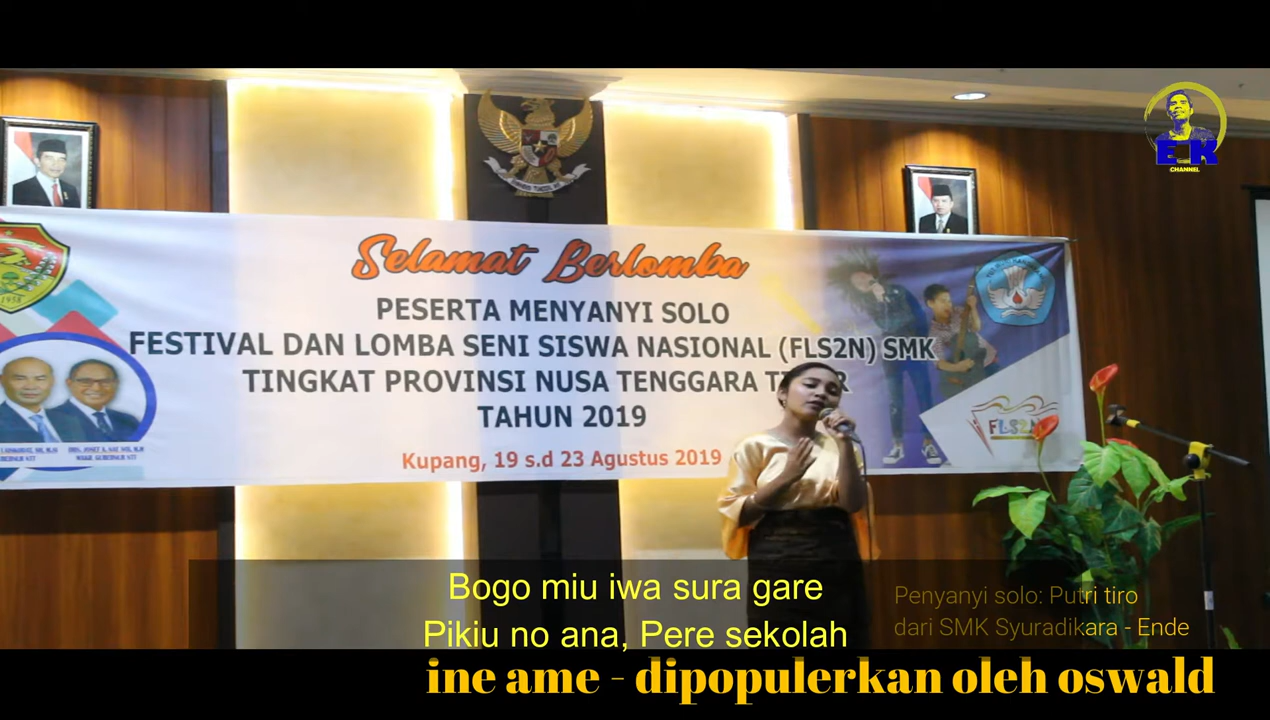 E K
CHANNEL
Selamat Berlomba
PESERTA MENYANYI SOLO
FESTIVAL DAN LOMBA SENI SISWA NASIONAL (FLS2N) SMK
TINGKAT PROVINSI NUSA TENGGARA T R
TAHUN 2019
Kupang, 19 s.d 23 Agustus 2019
1958
FLS2N
Bogo miu iwa sura gare
Pikiu no ana, Pere sekolah
Penyanyi solo: Putri tiro
dari SMK Syuradikara - Ende
ine ame - dipopulerkan oleh oswald